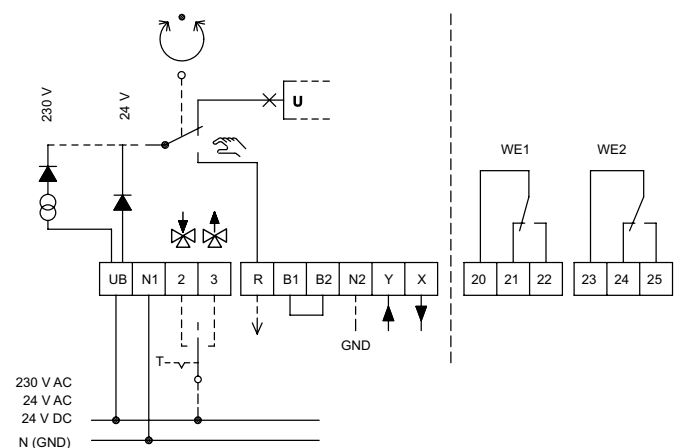 230 V
24 V
U
WE1
WE2
UB N1 2 3 R B1 B2 N2 Y X
20 21 22
23 24 25
GND
T
230 V AC
24 V AC
24 V DC
N (GND)